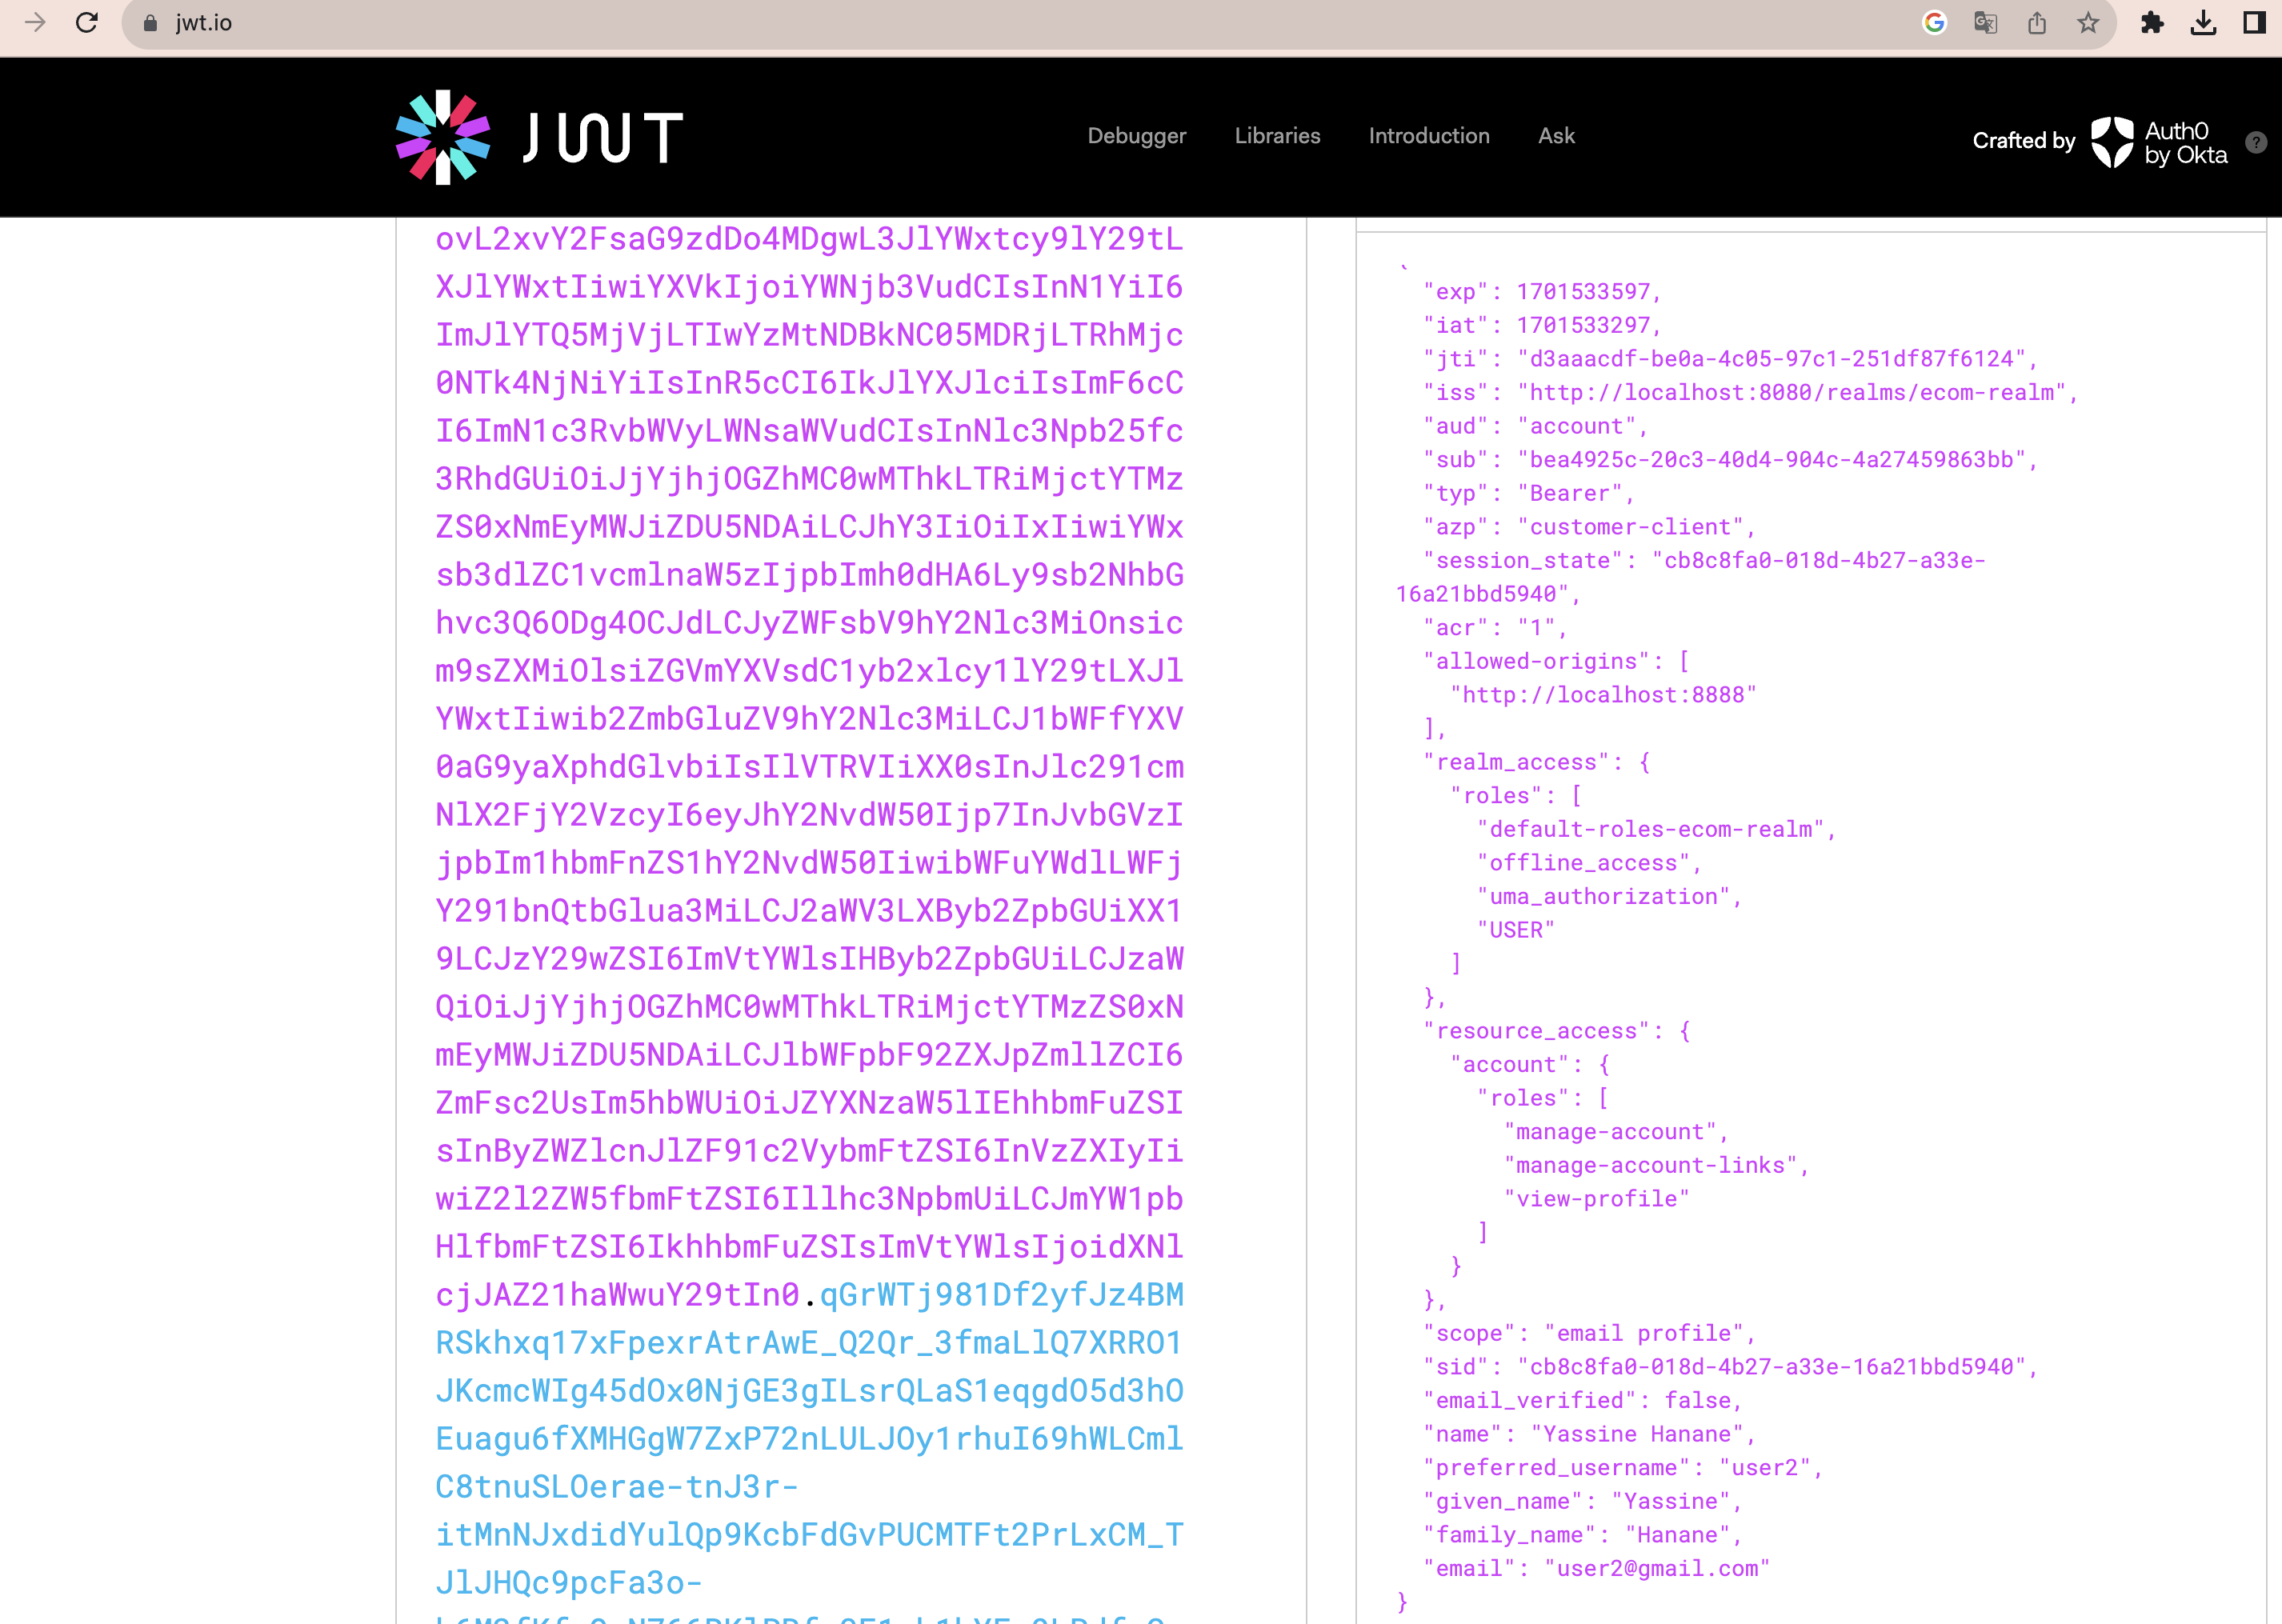 jwt.io
JWT
Debugger
Libraries
Introduction
Ask
Crafted by
Auth0
by Okta
?
ovL2xvY2FsaG9zdDo4MDgwL3JlYWxtcy9lY29tL
XJlYWxtIiwiYXVkIjoiYWNjb3VudCIsInN1YiI6
ImJlYTQ5MjVjLTIwYzMtNDBkNC05MDRjLTRhMjc
0NTk4NjNiYiIsInR5cCI6IkJlYXJlciIsImF6cC
I6ImN1c3RvbWVyLWNsaWVudCIsInNlc3Npb25fc
3RhdGUiOiJjYjhjOGZhMC0wMThkLTRiMjctYTMz
ZS0xNmEyMWJiZDU5NDAiLCJhY3IiOiIxIiwiYWx
sb3dlZC1vcmlnaW5zIjpbImh0dHA6Ly9sb2NhbG
hvc3Q6ODg4OCJdLCJyZWFsbV9hY2Nlc3MiOnsic
m9sZXMiOlsiZGVmYXVsdC1yb2xlcy1lY29tLXJl
YWxtIiwib2ZmbGluZV9hY2Nlc3MiLCJ1bWFfYXV
0aG9yaXphdGlvbiIsIlVTRVIiXX0sInJlc291cm
NlX2FjY2VzcyI6eyJhY2NvdW50Ijp7InJvbGVzI
jpbIm1hbmFnZS1hY2NvdW50IiwibWFuYWdlLWFj
Y291bnQtbGlua3MiLCJ2aWV3LXByb2ZpbGUiXX1
9LCJzY29wZSI6ImVtYWlsIHByb2ZpbGUiLCJzaW
QiOiJjYjhjOGZhMC0wMThkLTRiMjctYTMzZS0xN
mEyMWJiZDU5NDAiLCJlbWFpbF92ZXJpZmllZCI6
ZmFsc2UsIm5hbWUiOiJZYXNzaW5lIEhhbmFuZSI
sInByZWZlcnJlZF91c2VybmFtZSI6InVzZXIyIi
wiZ2l2ZW5fbmFtZSI6Illhc3NpbmUiLCJmYW1pb
HlfbmFtZSI6IkhhbmFuZSIsImVtYWlsIjoidXNl
cjJAZ21haWwuY29tIn0.qGrWTj981Df2yfJz4BM
RSkhxq17xFpexrAtrAwE_Q2Qr_3fmaLlQ7XRRO1
JKcmcWIg45dOx0NjGE3gILsrQLaS1eqgdO5d3hO
Euagu6fXMHGgW7ZxP72nLULJOy1rhuI69hWLCml
C8tnuSLOerae-tnJ3r-
itMnNJxdidYulQp9KcbFdGvPUCMTFt2PrLxCM_T
JlJHQc9pcFa3o-
"exp": 1701533597,
"iat": 1701533297,
"jti": "d3aaacdf-be0a-4c05-97c1-251df87f6124",
"iss": "http://localhost:8080/realms/ecom-realm",
"aud": "account",
"sub": "bea4925c-20c3-40d4-904c-4a27459863bb",
"typ": "Bearer",
"azp": "customer-client",
"session_state": "cb8c8fa0-018d-4b27-a33e-
16a21bbd5940",
"acr": "1",
"allowed-origins": [
"http://localhost:8888"
],
"realm_access": {
"roles": [
"default-roles-ecom-realm",
"offline_access",
"uma_authorization",
"USER"
]
},
"resource_access": {
"account": {
"roles": [
"manage-account",
"manage-account-links",
"view-profile"
]
}
},
"scope": "email profile",
"sid": "cb8c8fa0-018d-4b27-a33e-16a21bbd5940",
"email_verified": false,
"name": "Yassine Hanane",
"preferred_username": "user2",
"given_name": "Yassine",
"family_name": "Hanane",
"email": "user2@gmail.com"
}